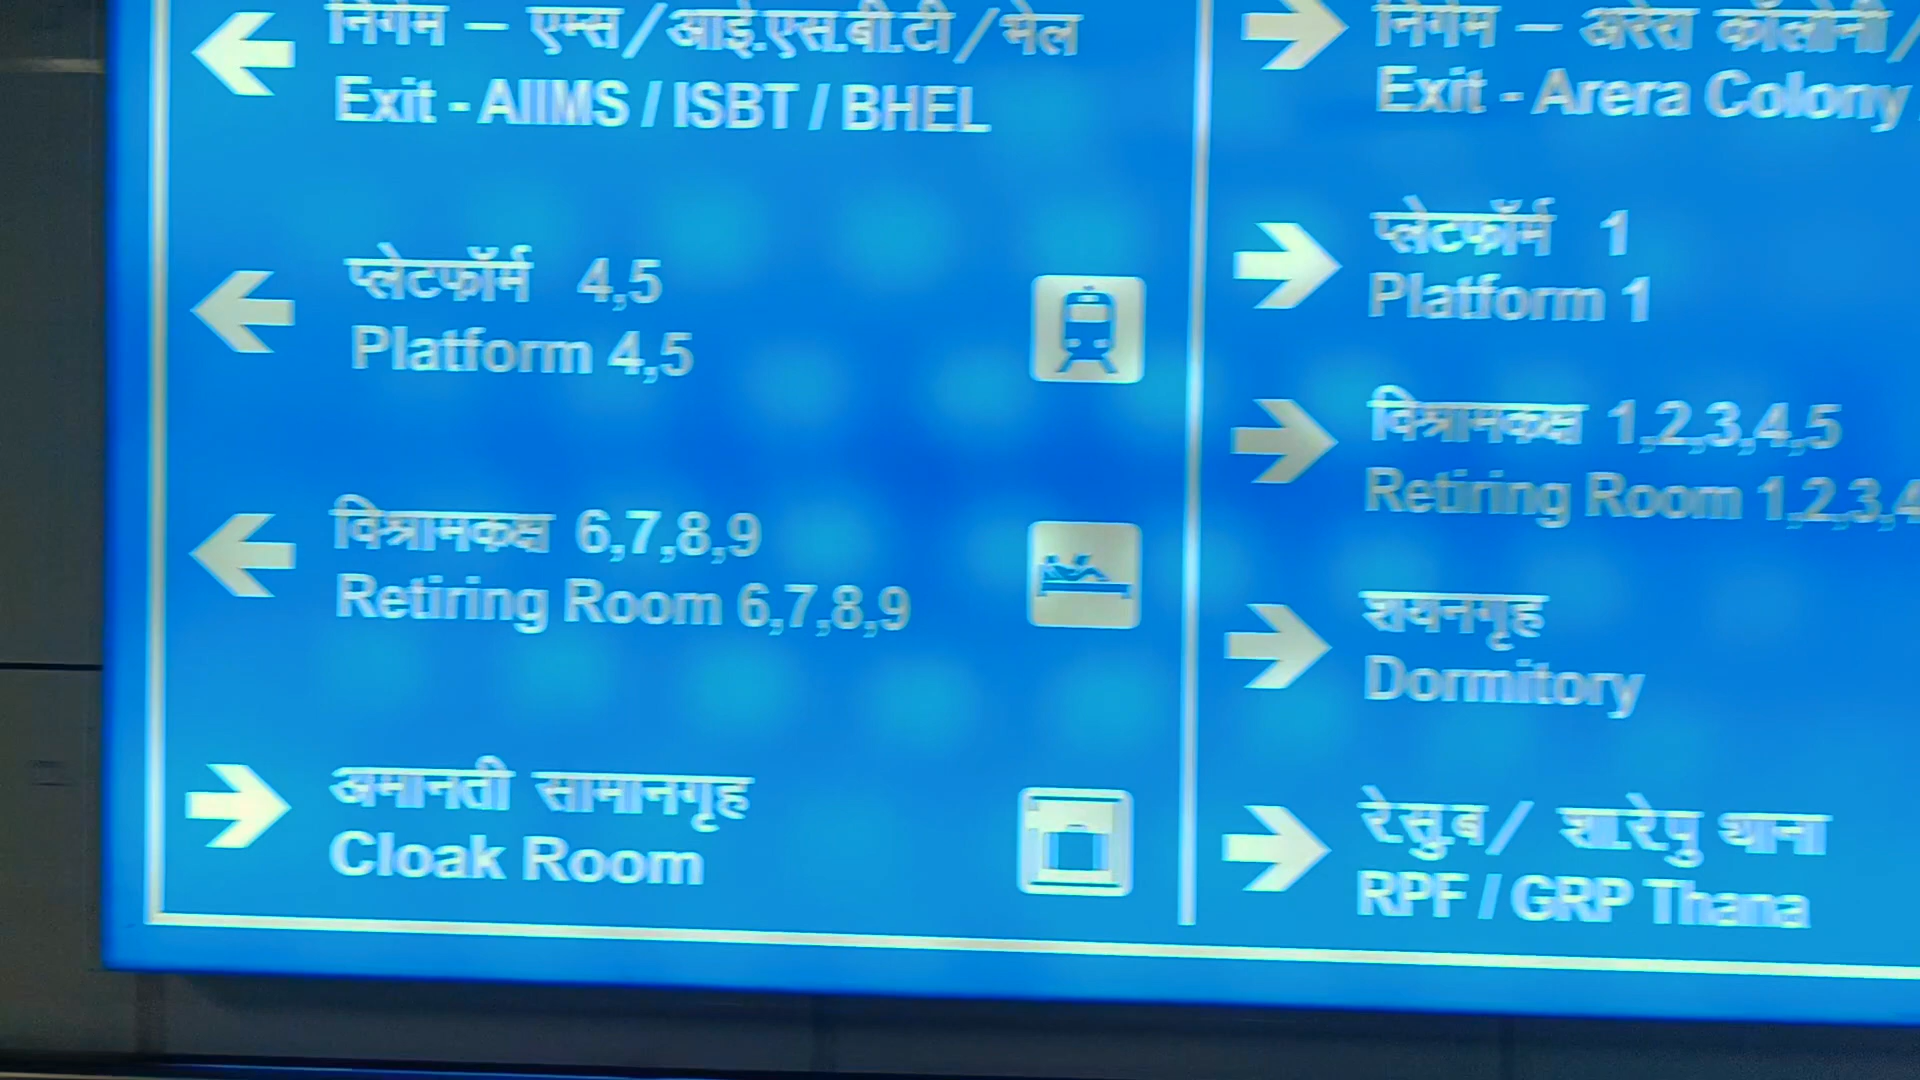 निर्गम – एम्स/आई.एस.बी.टी/भेल
Exit - AIIMS / ISBT / BHEL
प्लेटफॉर्म 4,5
Platform 4,5
विश्रामकक्ष 6,7,8,9
Retiring Room 6,7,8,9
अमानती सामानगृह
Cloak Room
निर्गम – अरेरा कॉलोनी/
Exit - Arera Colony
प्लेटफॉर्म 1
Platform 1
विश्रामकक्ष 1,2,3,4,5
Retiring Room 1,2,3,4
शयनगृह
Dormitory
रे.सु.ब/ शा.रे.पु थाना
RPF / GRP Thana